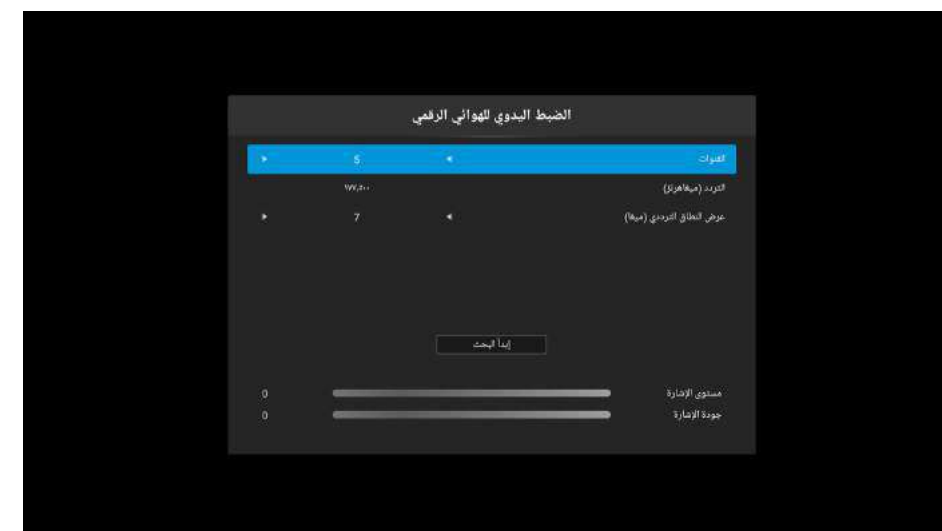 الضبط اليدوي للهوائي الرقمي
القنوات ◄ 5 ►
التردد (ميغاهرتز) ١٧٧,٥٠٠
عرض النطاق الترددي (ميغا) ◄ 7 ►
إبدأ البحث
مستوى الإشارة 0
جودة الإشارة 0